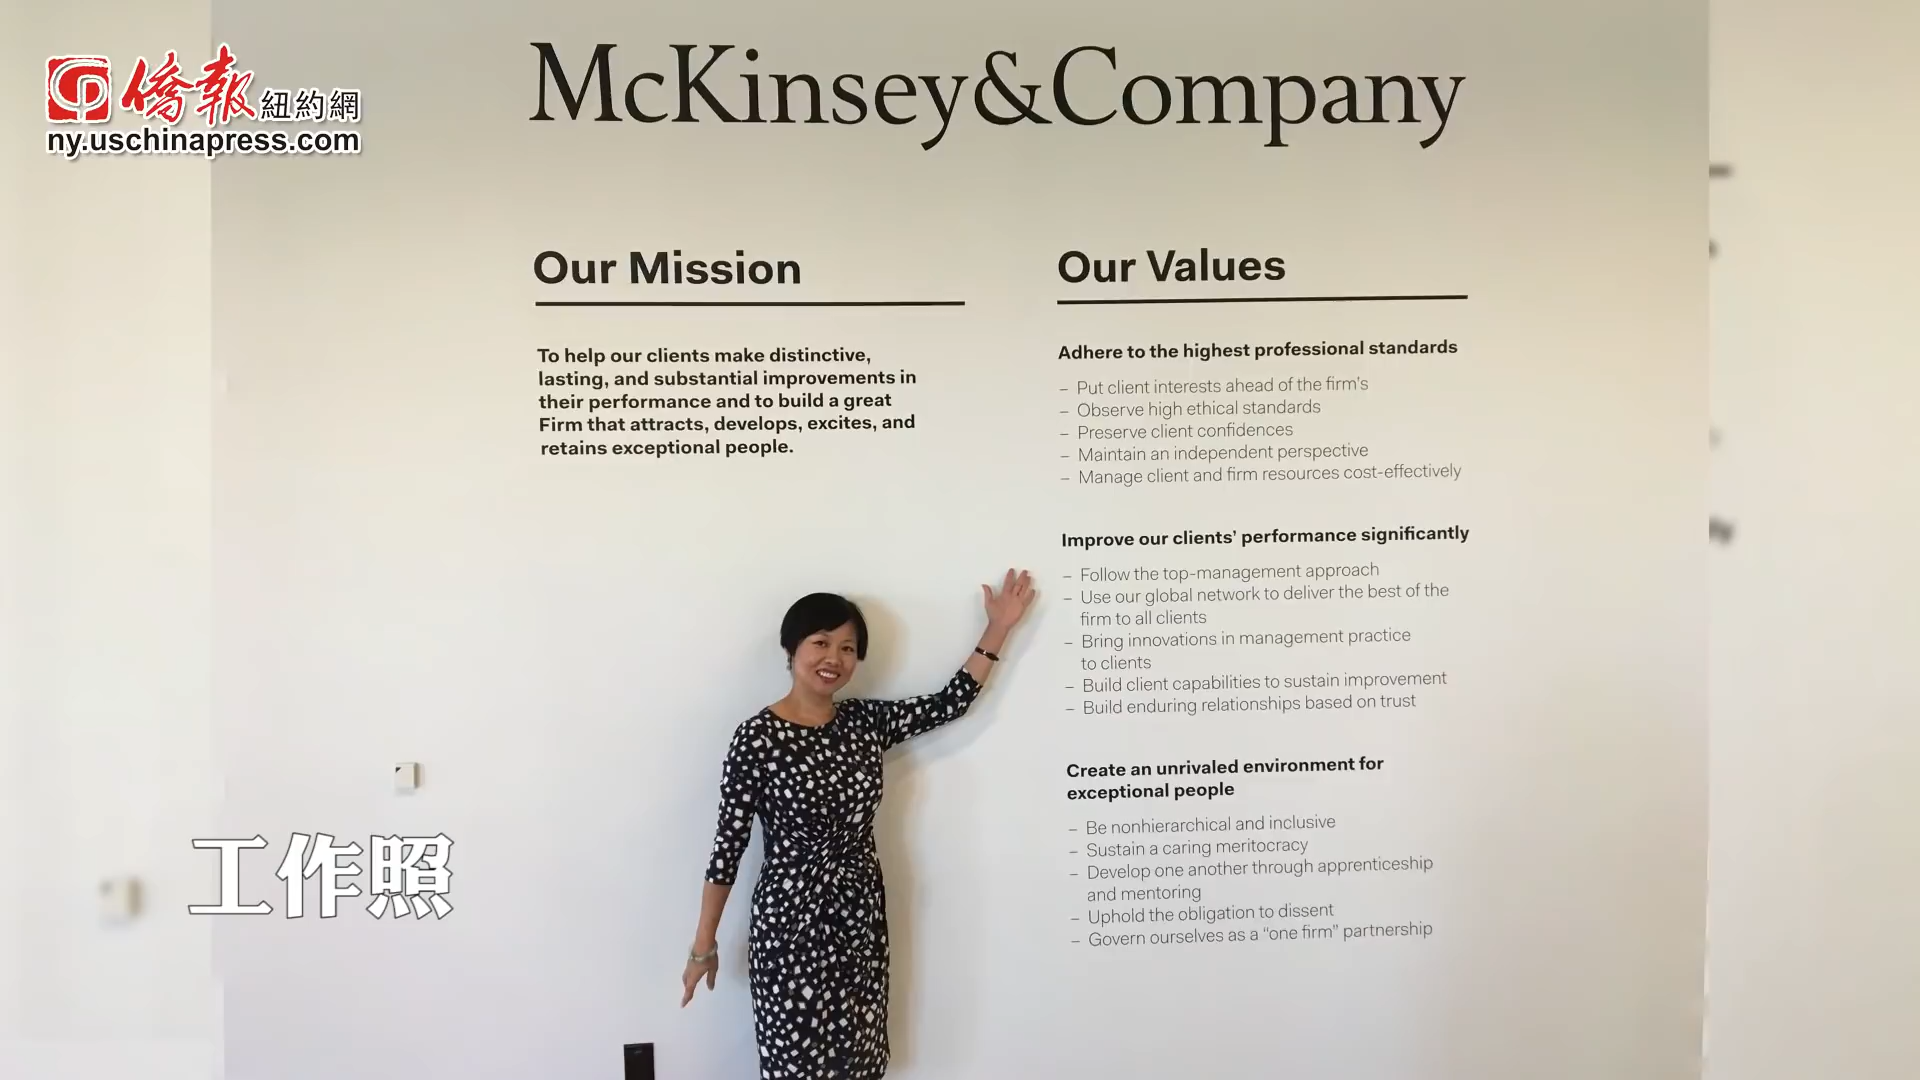 僑報 紐約網
ny.uschinapress.com
McKinsey&Company
Our Mission
To help our clients make distinctive,
lasting, and substantial improvements in
their performance and to build a great
Firm that attracts, develops, excites, and
retains exceptional people.
Our Values
Adhere to the highest professional standards
– Put client interests ahead of the firm's
– Observe high ethical standards
– Preserve client confidences
– Maintain an independent perspective
– Manage client and firm resources cost-effectively
Improve our clients' performance significantly
– Follow the top-management approach
– Use our global network to deliver the best of the
firm to all clients
– Bring innovations in management practice
to clients
– Build client capabilities to sustain improvement
– Build enduring relationships based on trust
Create an unrivaled environment for
exceptional people
– Be nonhierarchical and inclusive
– Sustain a caring meritocracy
– Develop one another through apprenticeship
and mentoring
– Uphold the obligation to dissent
– Govern ourselves as a “one firm” partnership
工作照